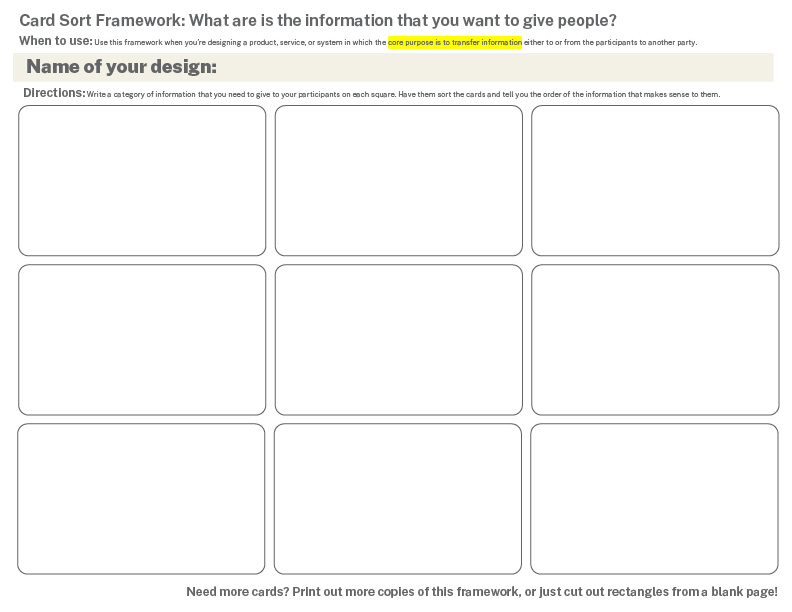 Card Sort Framework: What are is the information that you want to give people?
When to use: Use this framework when you're designing a product, service, or system in which the core purpose is to transfer information either to or from the participants to another party.
Name of your design:
Directions: Write a category of information that you need to give to your participants on each square. Have them sort the cards and tell you the order of the information that makes sense to them.
Need more cards? Print out more copies of this framework, or just cut out rectangles from a blank page!